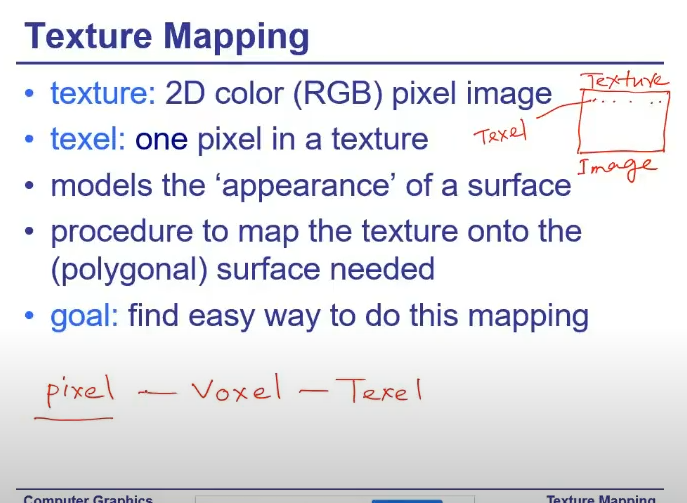 Texture Mapping
• texture: 2D color (RGB) pixel image
Texture
• texel: one pixel in a texture
Texel
Image
• models the ‘appearance’ of a surface
• procedure to map the texture onto the
(polygonal) surface needed
• goal: find easy way to do this mapping
pixel — Voxel — Texel
Computer Graphics
Texture Mapping